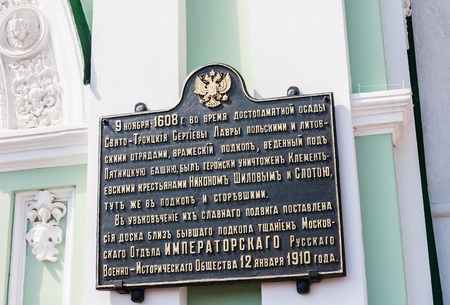 9 ноября 1608 г. во время достопамятной осады
Свято-Троицкія Сергіевы Лавры польскими и литов-
скими отрядами, вражескій подкопъ, веденный подъ
Пятницкую башню, былъ геройски уничтоженъ Клементь-
евскими крестьянами Никономъ Шиловымъ и Слотою,
тутъ же въ подкопѣ и сгорѣвшими.
Въ увѣковѣченіе ихъ славнаго подвига поставлена
сія доска близъ бывшаго подкопа тщаніемъ Московс-
каго Отдѣла ИМПЕРАТОРСКАГО Русскаго
Военно-Историческаго Общества 12 января 1910 года.